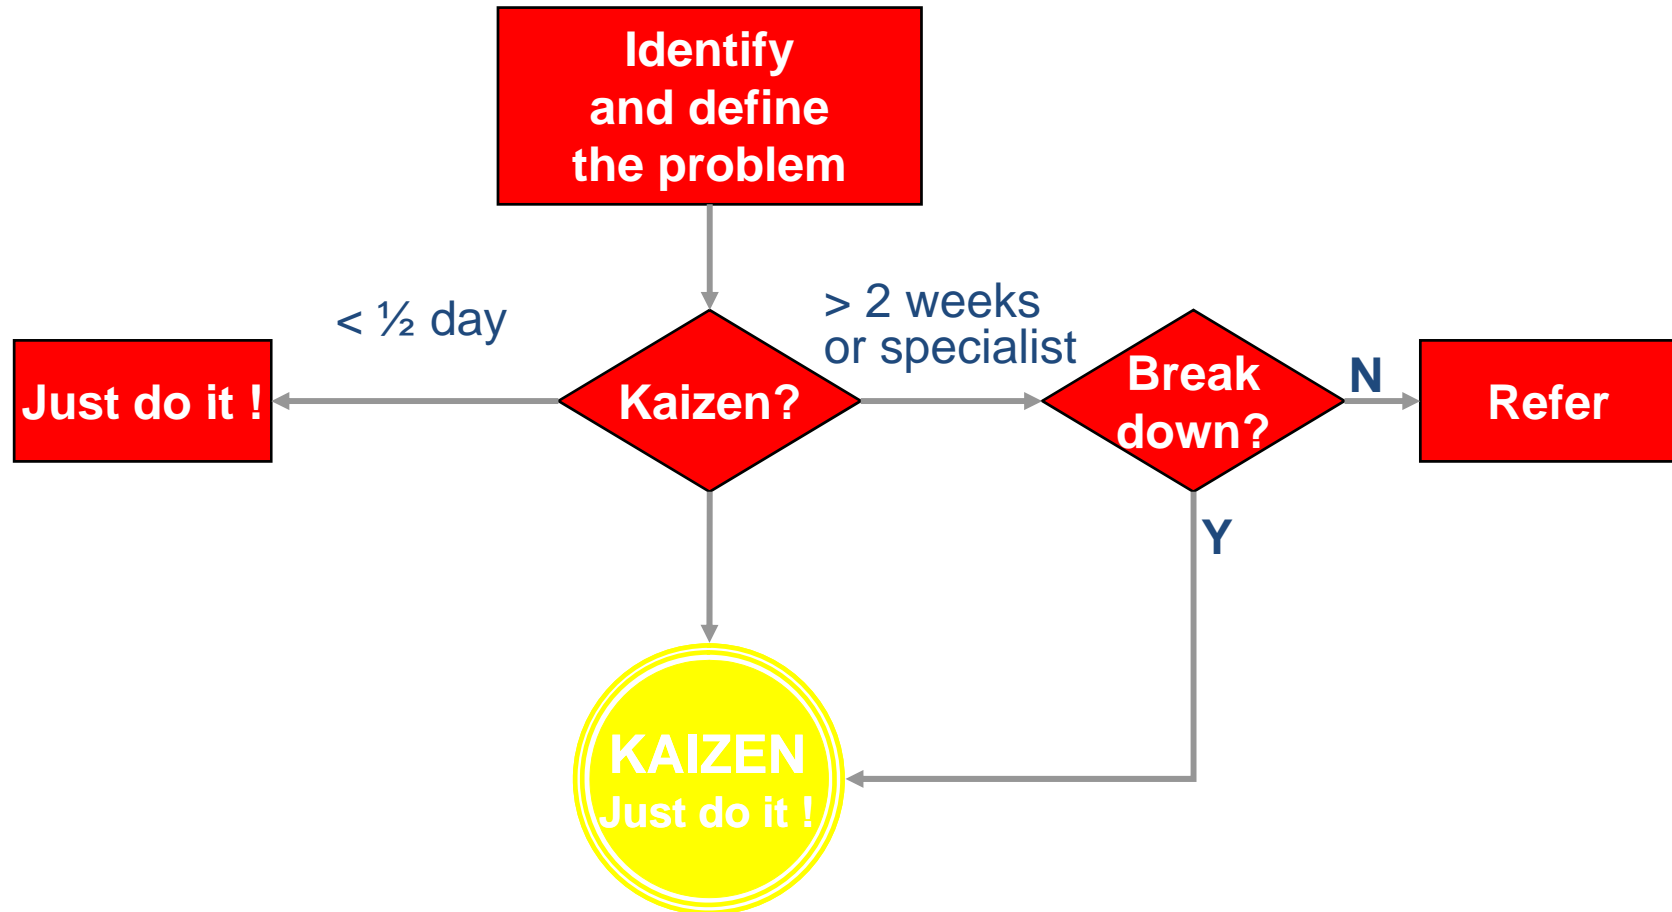 Identify
and define
the problem
< ½ day
> 2 weeks
or specialist
Just do it !
Kaizen?
Break
down?
N
Refer
Y
KAIZEN
Just do it !